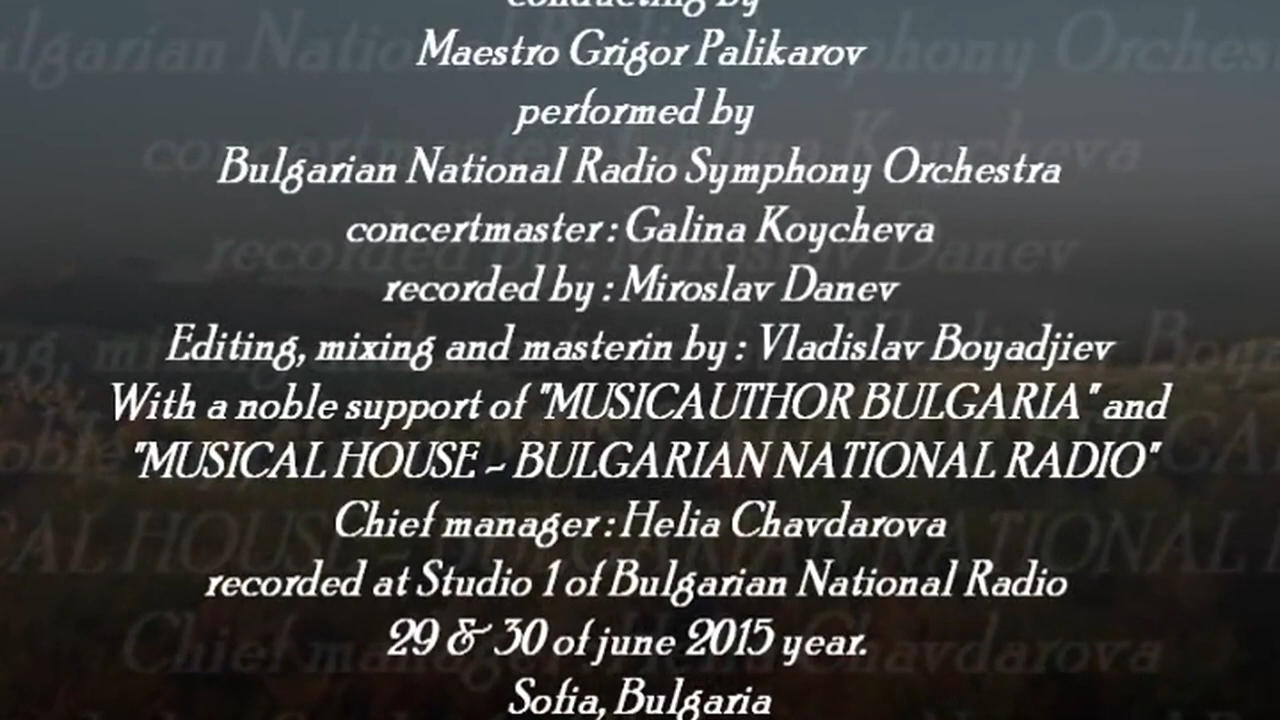 conducting by
Maestro Grigor Palikarov
performed by
Bulgarian National Radio Symphony Orchestra
concertmaster : Galina Koycheva
recorded by : Miroslav Danev
Editing, mixing and masterin by : Vladislav Boyadjiev
With a noble support of "MUSICAUTHOR BULGARIA" and
"MUSICAL HOUSE - BULGARIAN NATIONAL RADIO"
Chief manager : Helia Chavdarova
recorded at Studio 1 of Bulgarian National Radio
29 & 30 of june 2015 year.
Sofia, Bulgaria